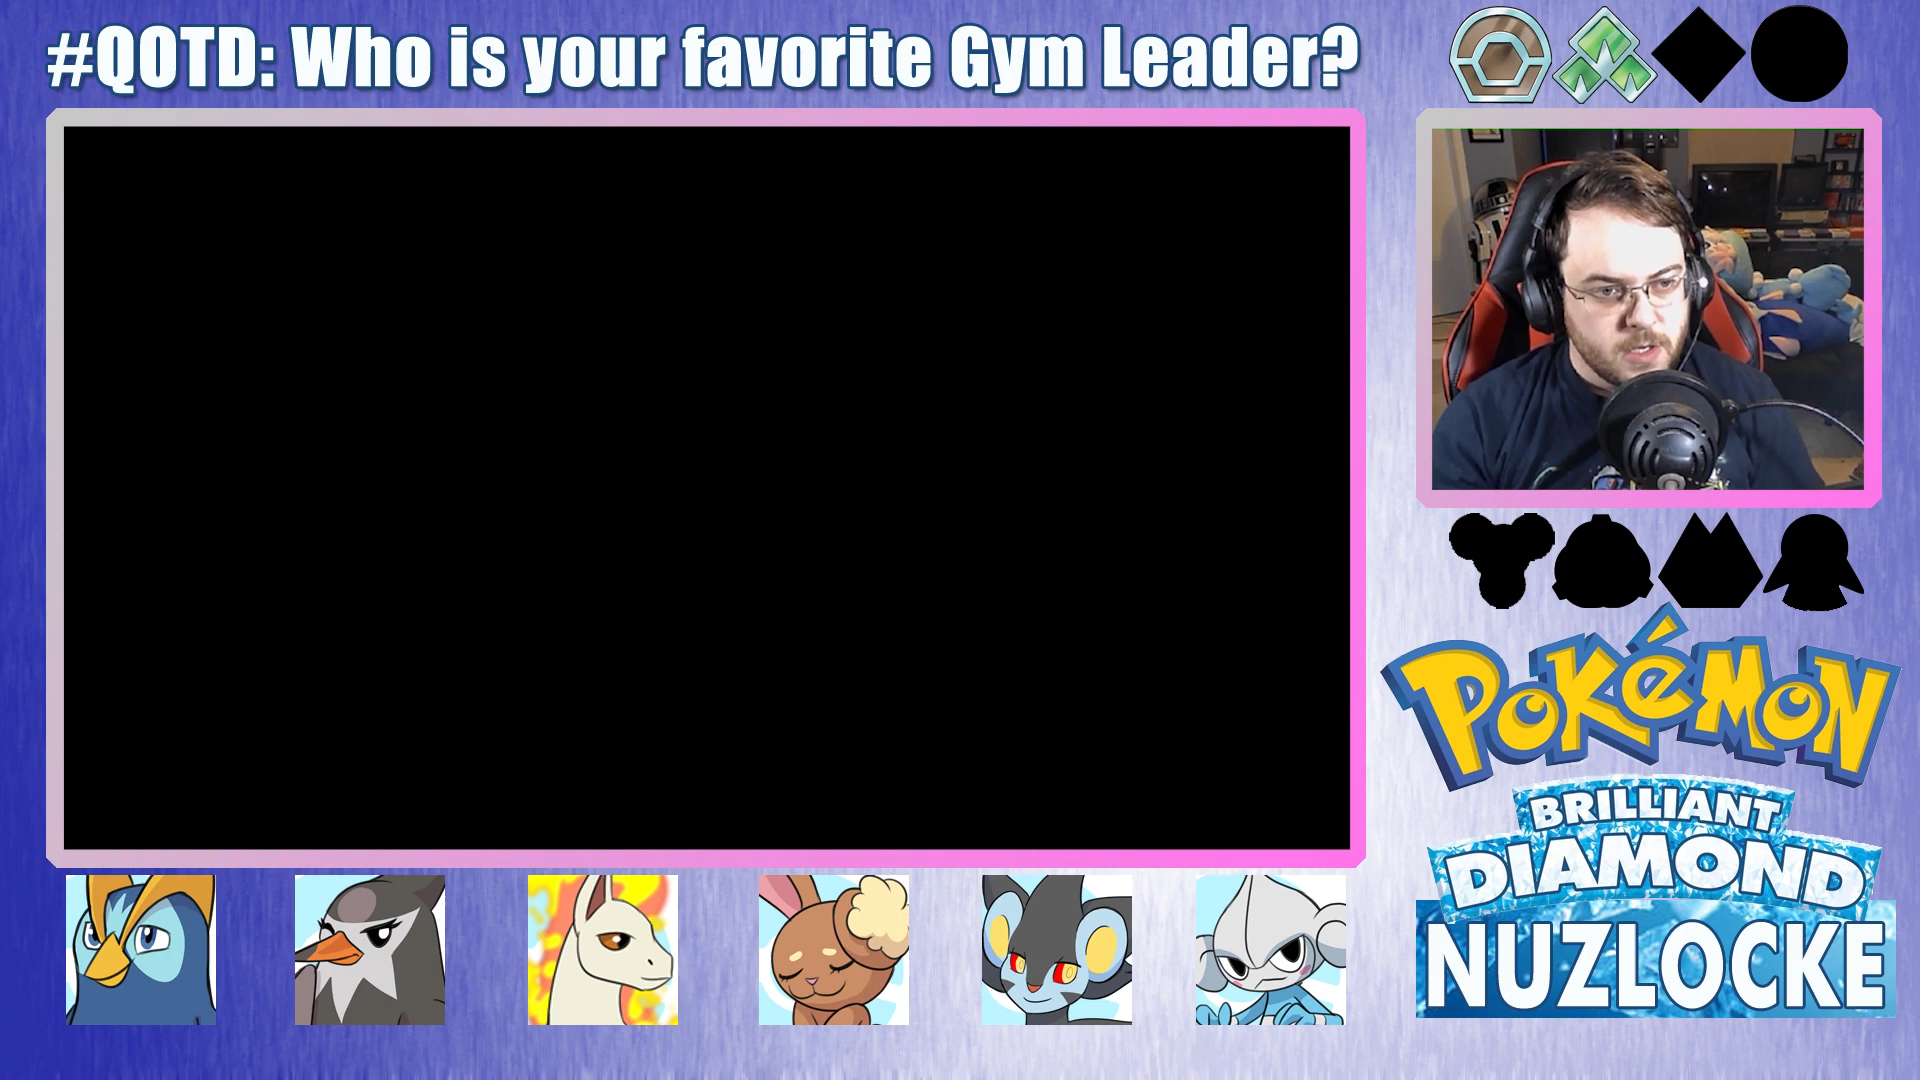 #QOTD: Who is your favorite Gym Leader?
POKéMON
BRILLIANT
DIAMOND
NUZLOCKE